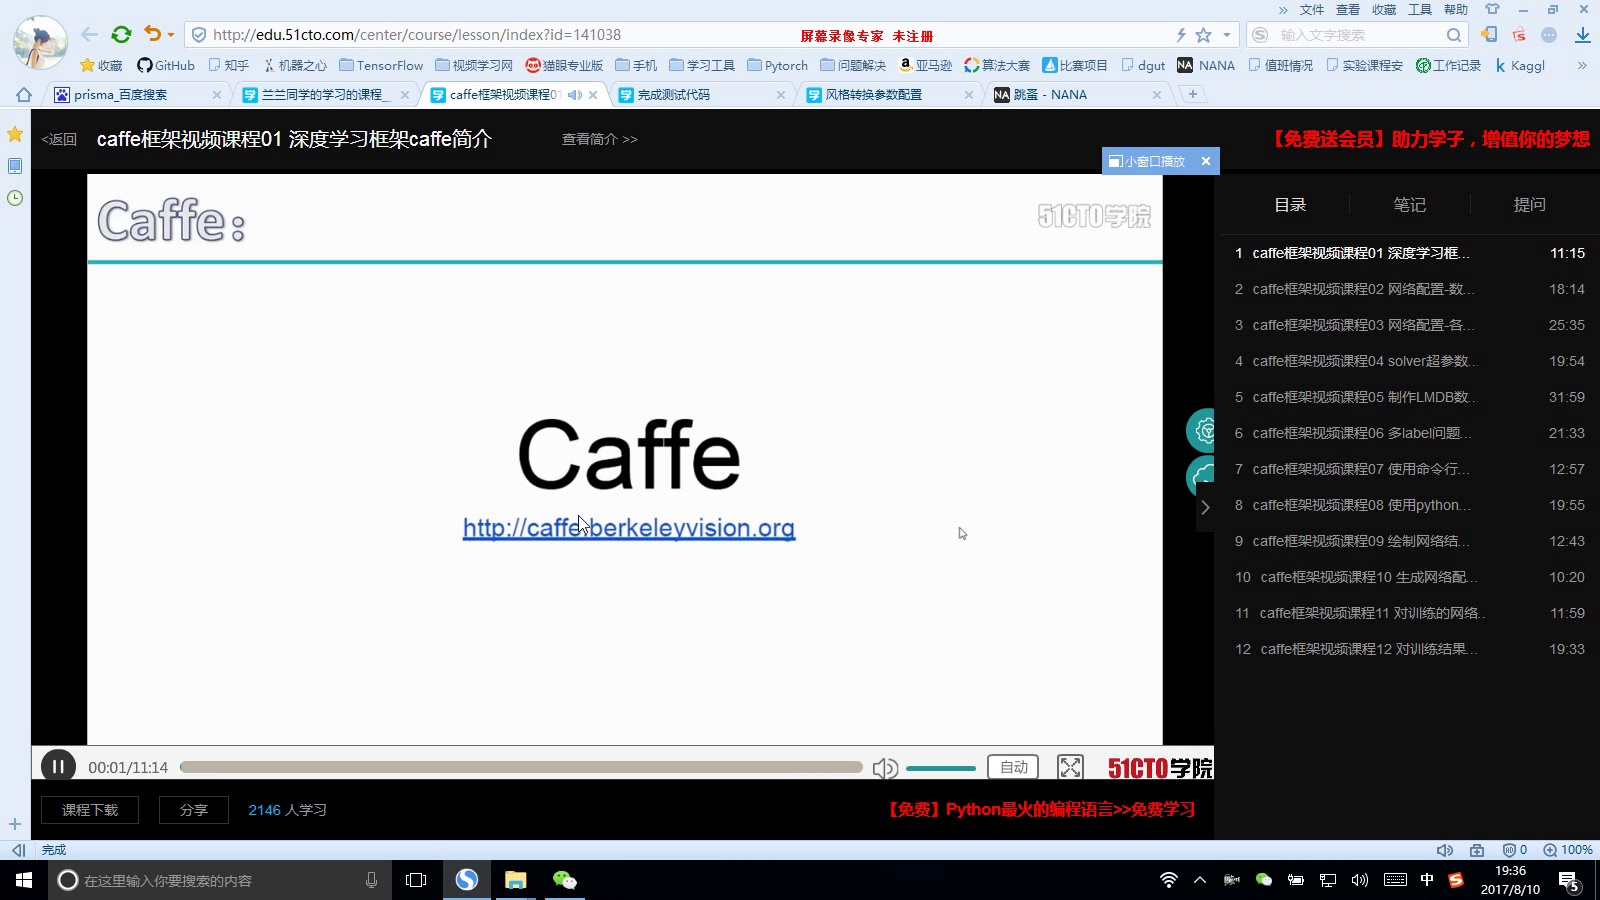 » 文件 查看 收藏 工具 帮助
http://edu.51cto.com/center/course/lesson/index?id=141038
屏幕录像专家 未注册
输入文字搜索
收藏 GitHub 知乎 机器之心 TensorFlow 视频学习网 猫眼专业版 手机 学习工具 Pytorch 问题解决 亚马逊 算法大赛 比赛项目 dgut NA NANA 值班情况 实验课程安 工作记录 Kaggl »
prisma_百度搜索
兰兰同学的学习的课程_
caffe框架视频课程01
完成测试代码
风格转换参数配置
NA 跳蚤 - NANA
<返回 caffe框架视频课程01 深度学习框架caffe简介 查看简介 >>
【免费送会员】助力学子，增值你的梦想
小窗口播放
Caffe:
51CTO学院
Caffe
http://caffe.berkeleyvision.org
目录 笔记 提问
1 caffe框架视频课程01 深度学习框... 11:15
2 caffe框架视频课程02 网络配置-数... 18:14
3 caffe框架视频课程03 网络配置-各... 25:35
4 caffe框架视频课程04 solver超参数... 19:54
5 caffe框架视频课程05 制作LMDB数... 31:59
6 caffe框架视频课程06 多label问题... 21:33
7 caffe框架视频课程07 使用命令行... 12:57
8 caffe框架视频课程08 使用python... 19:55
9 caffe框架视频课程09 绘制网络结... 12:43
10 caffe框架视频课程10 生成网络配... 10:20
11 caffe框架视频课程11 对训练的网络.. 11:59
12 caffe框架视频课程12 对训练结果... 19:33
00:01/11:14
自动
51CTO学院
课程下载 分享 2146 人学习
【免费】Python最火的编程语言>>免费学习
完成
0
100%
在这里输入你要搜索的内容
中
19:36
2017/8/10
5